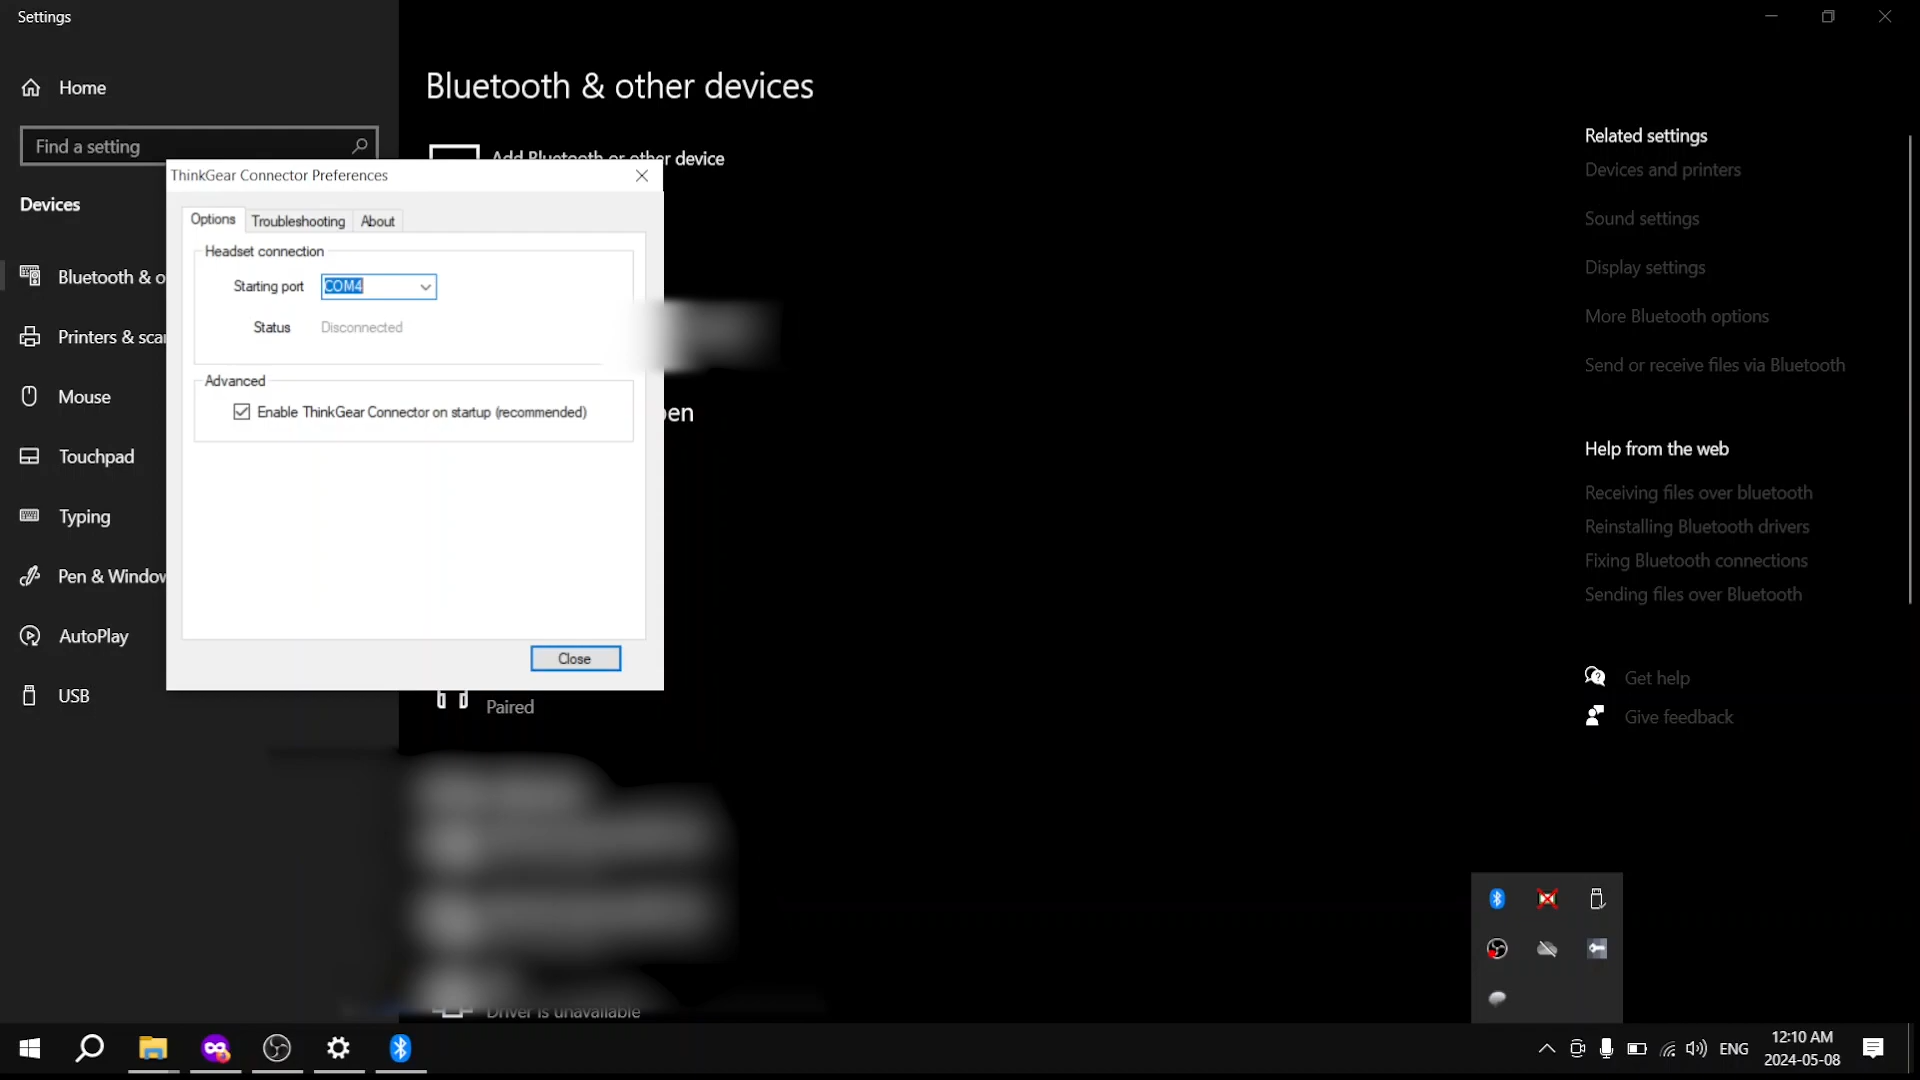 Settings
Home
Find a setting
Devices
Bluetooth & o
Printers & scan
Mouse
Touchpad
Typing
Pen & Window
AutoPlay
USB
Bluetooth & other devices
Add Bluetooth or other device
ThinkGear Connector Preferences
Options
Troubleshooting
About
Headset connection
Starting port
COM4
Status
Disconnected
Advanced
Enable ThinkGear Connector on startup (recommended)
Close
pen
Paired
Driver is unavailable
Related settings
Devices and printers
Sound settings
Display settings
More Bluetooth options
Send or receive files via Bluetooth
Help from the web
Receiving files over bluetooth
Reinstalling Bluetooth drivers
Fixing Bluetooth connections
Sending files over Bluetooth
Get help
Give feedback
ENG
12:10 AM
2024-05-08